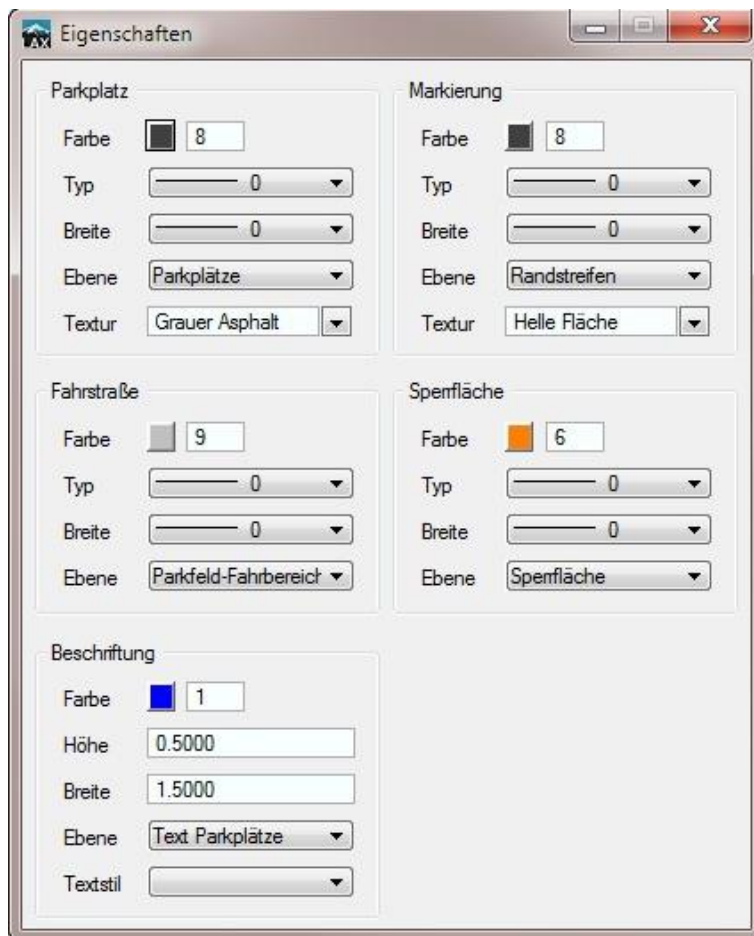 AX Eigenschaften
Parkplatz
Farbe 8
Typ 0
Breite 0
Ebene Parkplätze
Textur Grauer Asphalt
Markierung
Farbe 8
Typ 0
Breite 0
Ebene Randstreifen
Textur Helle Fläche
Fahrstraße
Farbe 9
Typ 0
Breite 0
Ebene Parkfeld-Fahrbereich
Sperrfläche
Farbe 6
Typ 0
Breite 0
Ebene Sperrfläche
Beschriftung
Farbe 1
Höhe 0.5000
Breite 1.5000
Ebene Text Parkplätze
Textstil